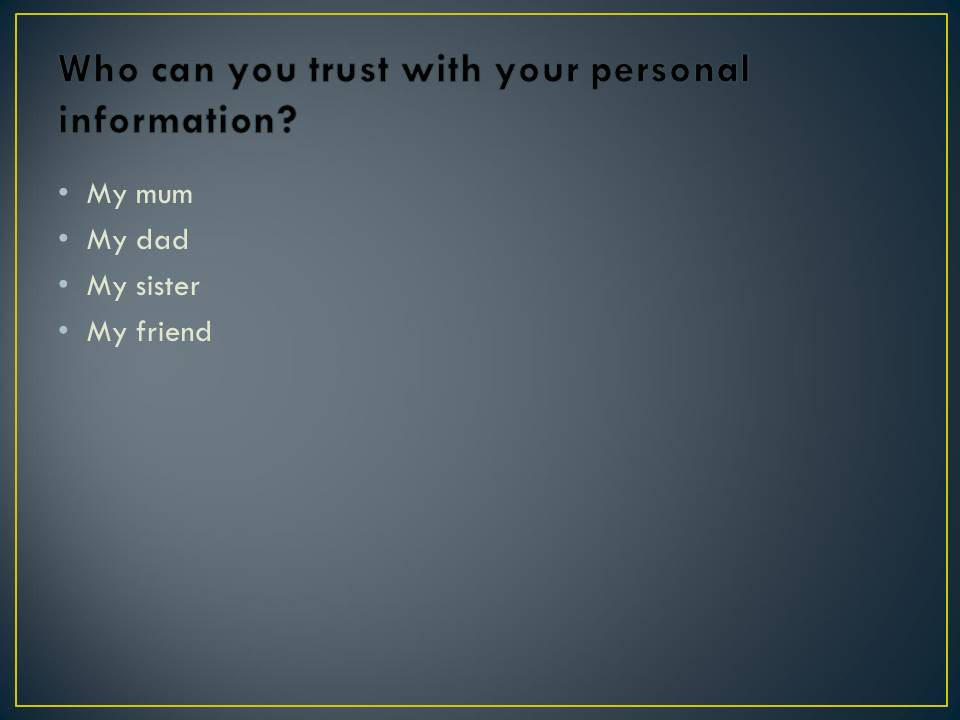 Who can you trust with your personal
information?
• My mum
• My dad
• My sister
• My friend